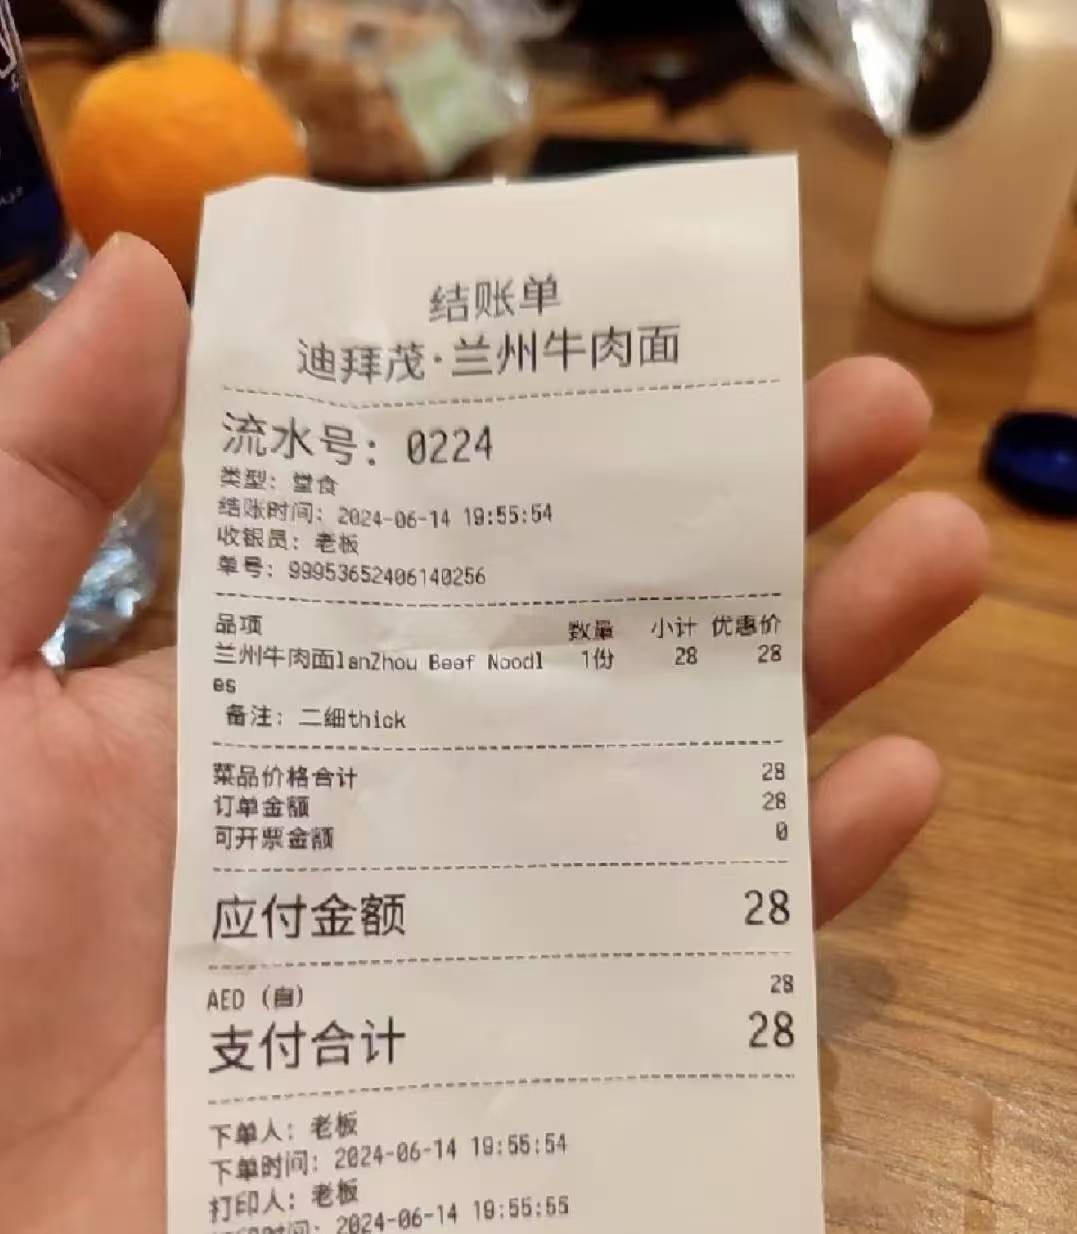 结账单
迪拜茂·兰州牛肉面
流水号: 0224
类型: 堂食
结账时间: 2024-06-14 19:55:54
收银员: 老板
单号: 99953652406140256
品项 数量 小计 优惠价
兰州牛肉面lanZhou Beef Noodl 1份 28 28
es
备注: 二细thick
菜品价格合计 28
订单金额 28
可开票金额 0
应付金额 28
AED (自) 28
支付合计 28
下单人: 老板
下单时间: 2024-06-14 19:55:54
打印人: 老板
打印时间: 2024-06-14 19:55:55